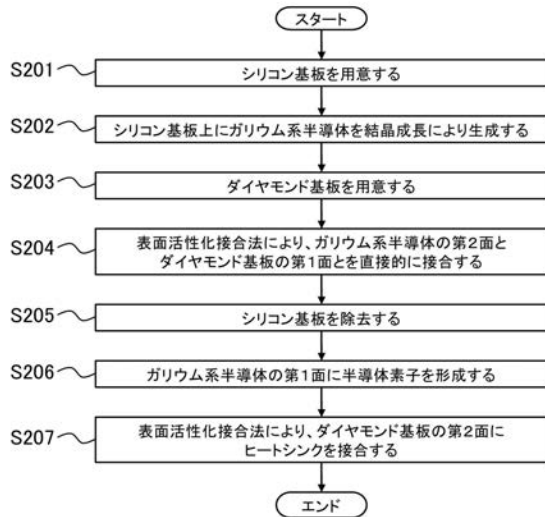 スタート
S201
シリコン基板を用意する
S202
シリコン基板上にガリウム系半導体を結晶成長により生成する
S203
ダイヤモンド基板を用意する
S204
表面活性化接合法により、ガリウム系半導体の第2面と
ダイヤモンド基板の第1面とを直接的に接合する
S205
シリコン基板を除去する
S206
ガリウム系半導体の第1面に半導体素子を形成する
S207
表面活性化接合法により、ダイヤモンド基板の第2面に
ヒートシンクを接合する
エンド